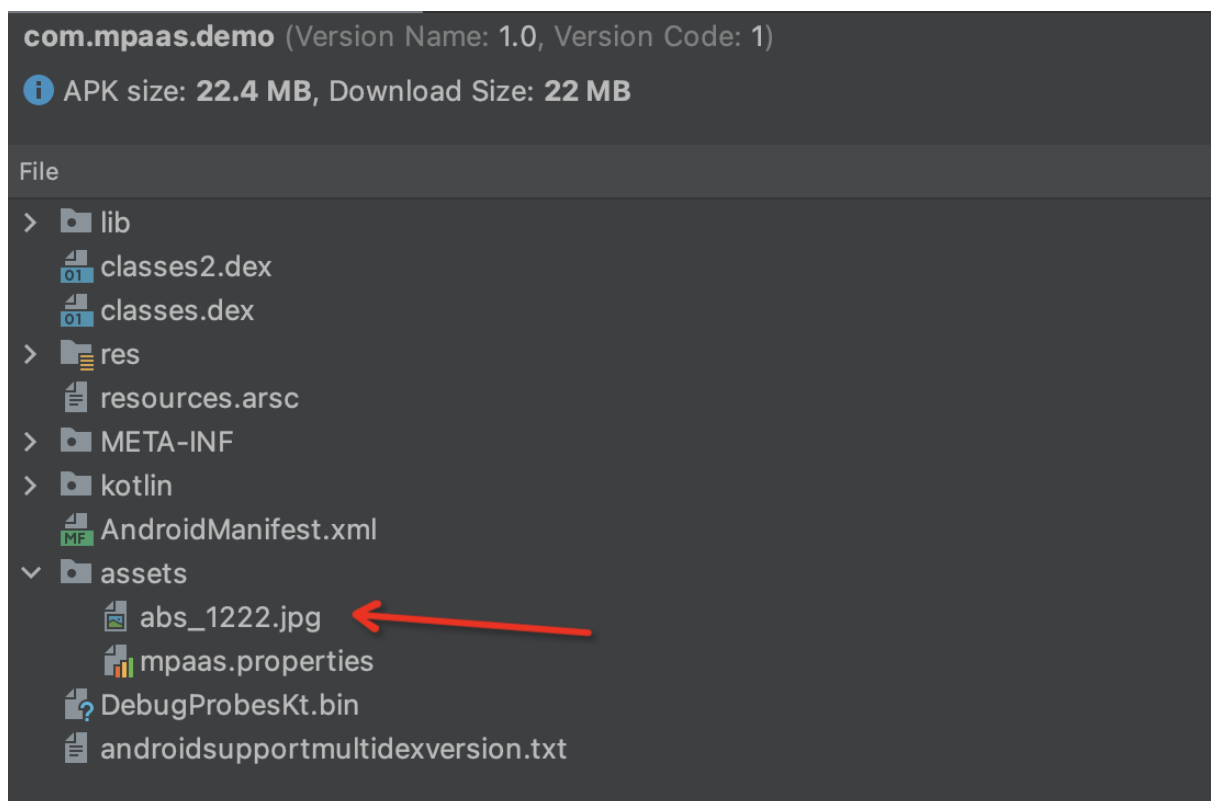 com.mpaas.demo (Version Name: 1.0, Version Code: 1)
APK size: 22.4 MB, Download Size: 22 MB
File
lib
classes2.dex
classes.dex
res
resources.arsc
META-INF
kotlin
AndroidManifest.xml
assets
abs_1222.jpg
mpaas.properties
DebugProbesKt.bin
androidsupportmultidexversion.txt